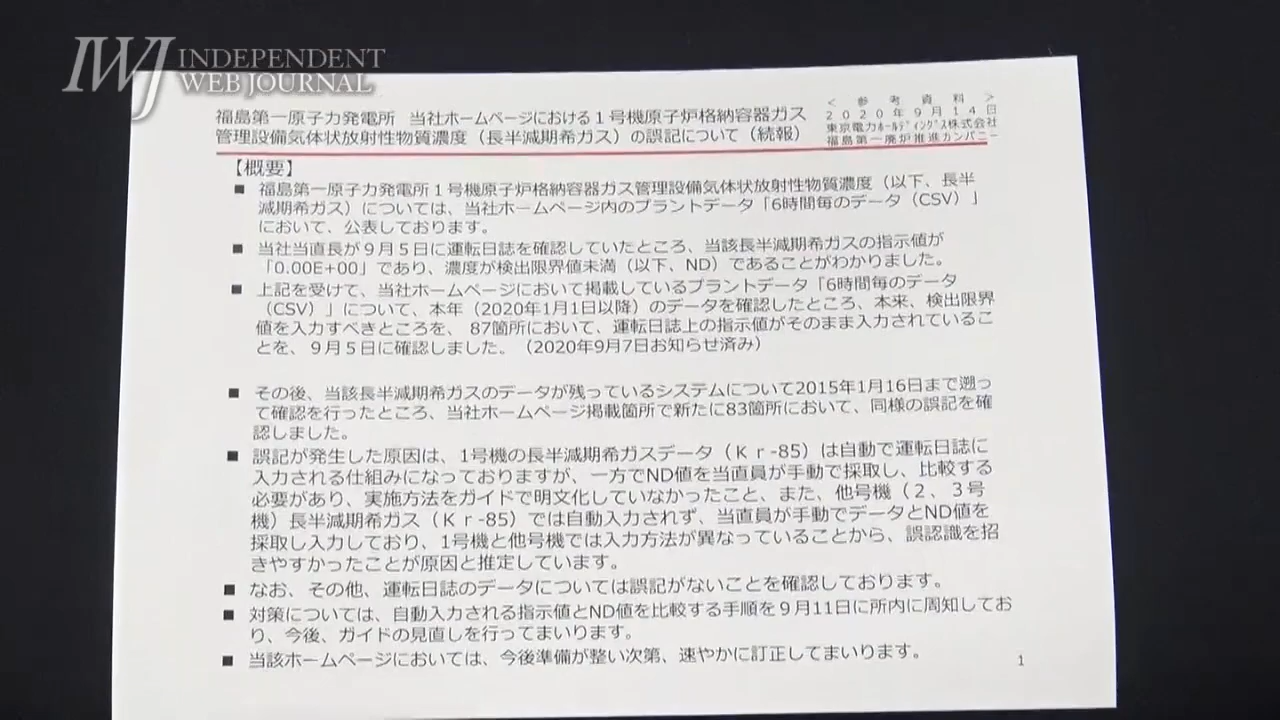 IWJ INDEPENDENT
WEB JOURNAL
福島第一原子力発電所 当社ホームページにおける1号機原子炉格納容器ガス
管理設備気体状放射性物質濃度(長半減期希ガス)の誤記について(続報)
<参考資料>
2020年9月14日
東京電力ホールディングス株式会社
福島第一廃炉推進カンパニー
【概要】
■ 福島第一原子力発電所1号機原子炉格納容器ガス管理設備気体状放射性物質濃度(以下、長半
減期希ガス)については、当社ホームページ内のプラントデータ「6時間毎のデータ(CSV)」
において、公表しております。
■ 当社当直長が9月5日に運転日誌を確認していたところ、当該長半減期希ガスの指示値が
「0.00E+00」であり、濃度が検出限界値未満(以下、ND)であることがわかりました。
■ 上記を受けて、当社ホームページにおいて掲載しているプラントデータ「6時間毎のデータ
(CSV)」について、本年(2020年1月1日以降)のデータを確認したところ、本来、検出限界
値を入力すべきところを、 87箇所において、運転日誌上の指示値がそのまま入力されているこ
とを、9月5日に確認しました。(2020年9月7日お知らせ済み)
■ その後、当該長半減期希ガスのデータが残っているシステムについて2015年1月16日まで遡っ
て確認を行ったところ、当社ホームページ掲載箇所で新たに83箇所において、同様の誤記を確
認しました。
■ 誤記が発生した原因は、1号機の長半減期希ガスデータ(Kr-85)は自動で運転日誌に
入力される仕組みになっておりますが、一方でND値を当直員が手動で採取し、比較する
必要があり、実施方法をガイドで明文化していなかったこと、また、他号機(2、3号
機)長半減期希ガス(Kr-85)では自動入力されず、当直員が手動でデータとND値を
採取し入力しており、1号機と他号機では入力方法が異なっていることから、誤認識を招
きやすかったことが原因と推定しています。
■ なお、その他、運転日誌のデータについては誤記がないことを確認しております。
■ 対策については、自動入力される指示値とND値を比較する手順を9月11日に所内に周知してお
り、今後、ガイドの見直しを行ってまいります。
■ 当該ホームページにおいては、今後準備が整い次第、速やかに訂正してまいります。
1